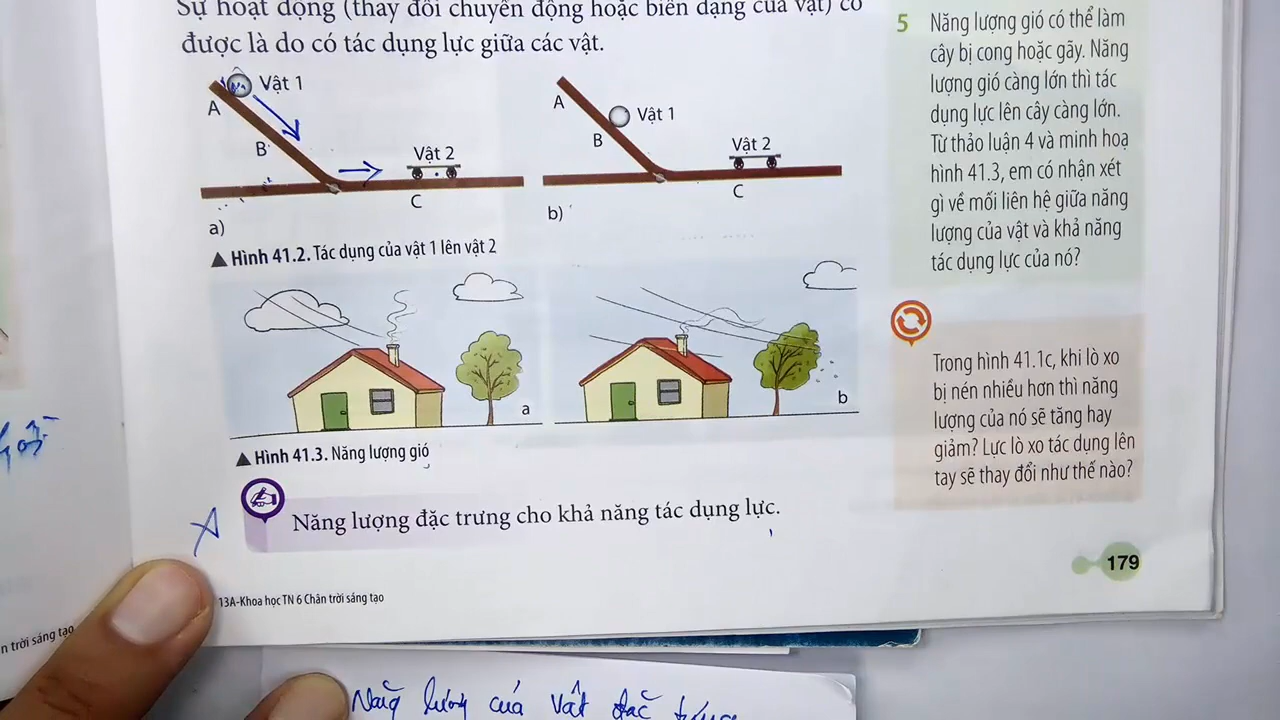 Sự hoạt động (thay đổi chuyển động hoặc biến dạng của vật) có
được là do có tác dụng lực giữa các vật.
Vật 1
A
B
Vật 2
C
a)
A
Vật 1
B
Vật 2
C
b)
▲ Hình 41.2. Tác dụng của vật 1 lên vật 2
a
b
▲ Hình 41.3. Năng lượng gió
Năng lượng đặc trưng cho khả năng tác dụng lực.
13A-Khoa học TN 6 Chân trời sáng tạo
5 Năng lượng gió có thể làm
cây bị cong hoặc gãy. Năng
lượng gió càng lớn thì tác
dụng lực lên cây càng lớn.
Từ thảo luận 4 và minh hoạ
hình 41.3, em có nhận xét
gì về mối liên hệ giữa năng
lượng của vật và khả năng
tác dụng lực của nó?
Trong hình 41.1c, khi lò xo
bị nén nhiều hơn thì năng
lượng của nó sẽ tăng hay
giảm? Lực lò xo tác dụng lên
tay sẽ thay đổi như thế nào?
179
n trời sáng tạo
Năng lượng của vật đặc trưng